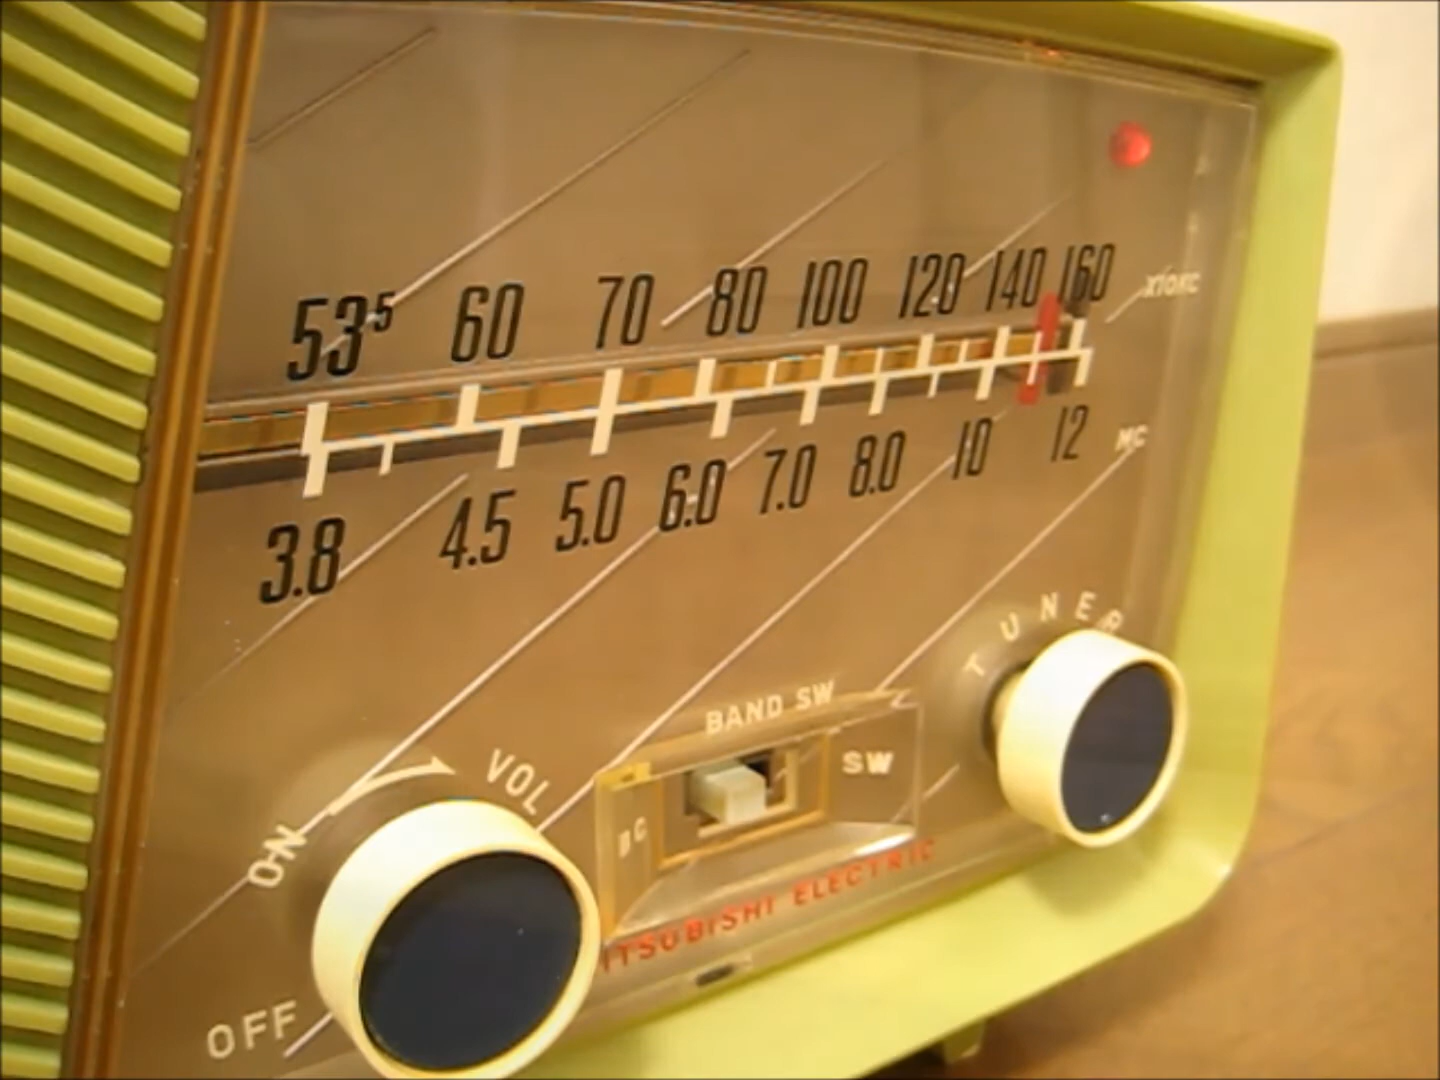 53⁵ 60 70 80 100 120 140 160
X10KC
3.8 4.5 5.0 6.0 7.0 8.0 10 12
MC
TUNER
BAND SW
VOL
BC
SW
ON
ITSUBISHI ELECTRIC
OFF